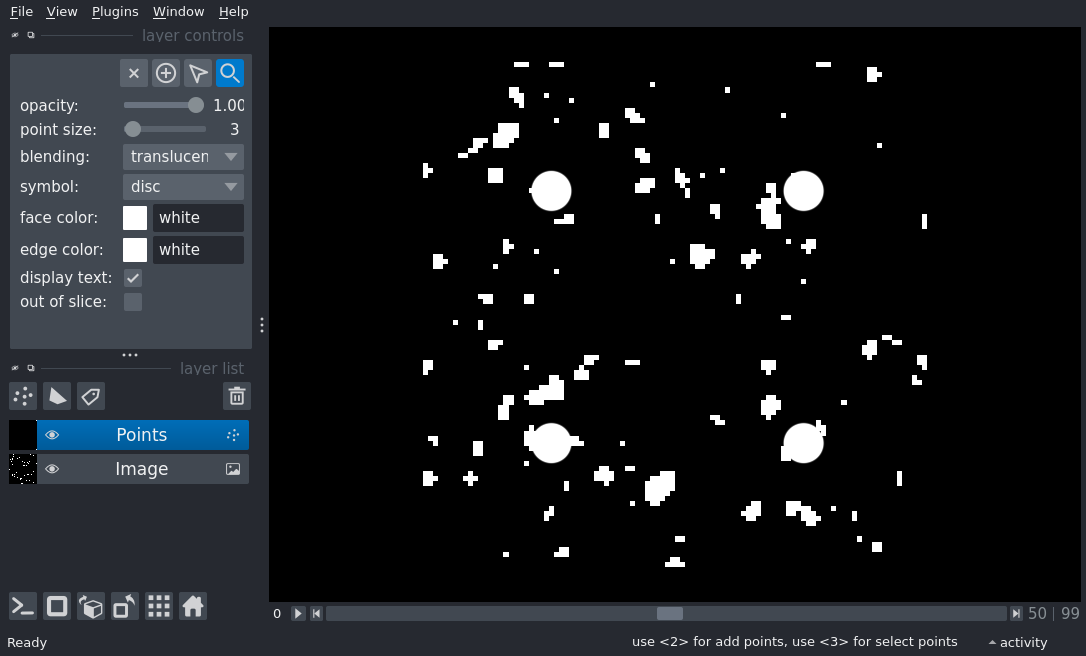 File View Plugins Window Help
layer controls
opacity: 1.00
point size: 3
blending: translucen
symbol: disc
face color: white
edge color: white
display text:
out of slice:
layer list
Points
Image
0 50 99
Ready use <2> for add points, use <3> for select points activity